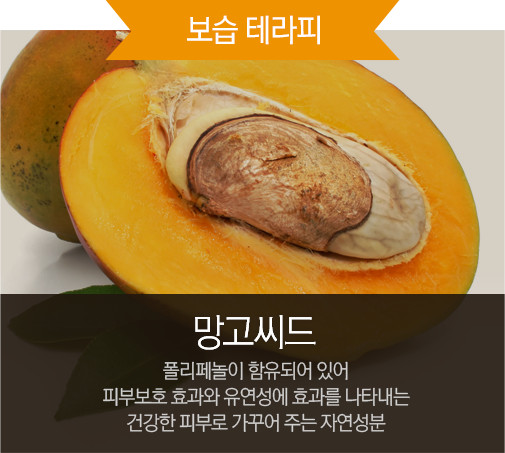 보습 테라피
망고씨드
폴리페놀이 함유되어 있어
피부보호 효과와 유연성에 효과를 나타내는
건강한 피부로 가꾸어 주는 자연성분